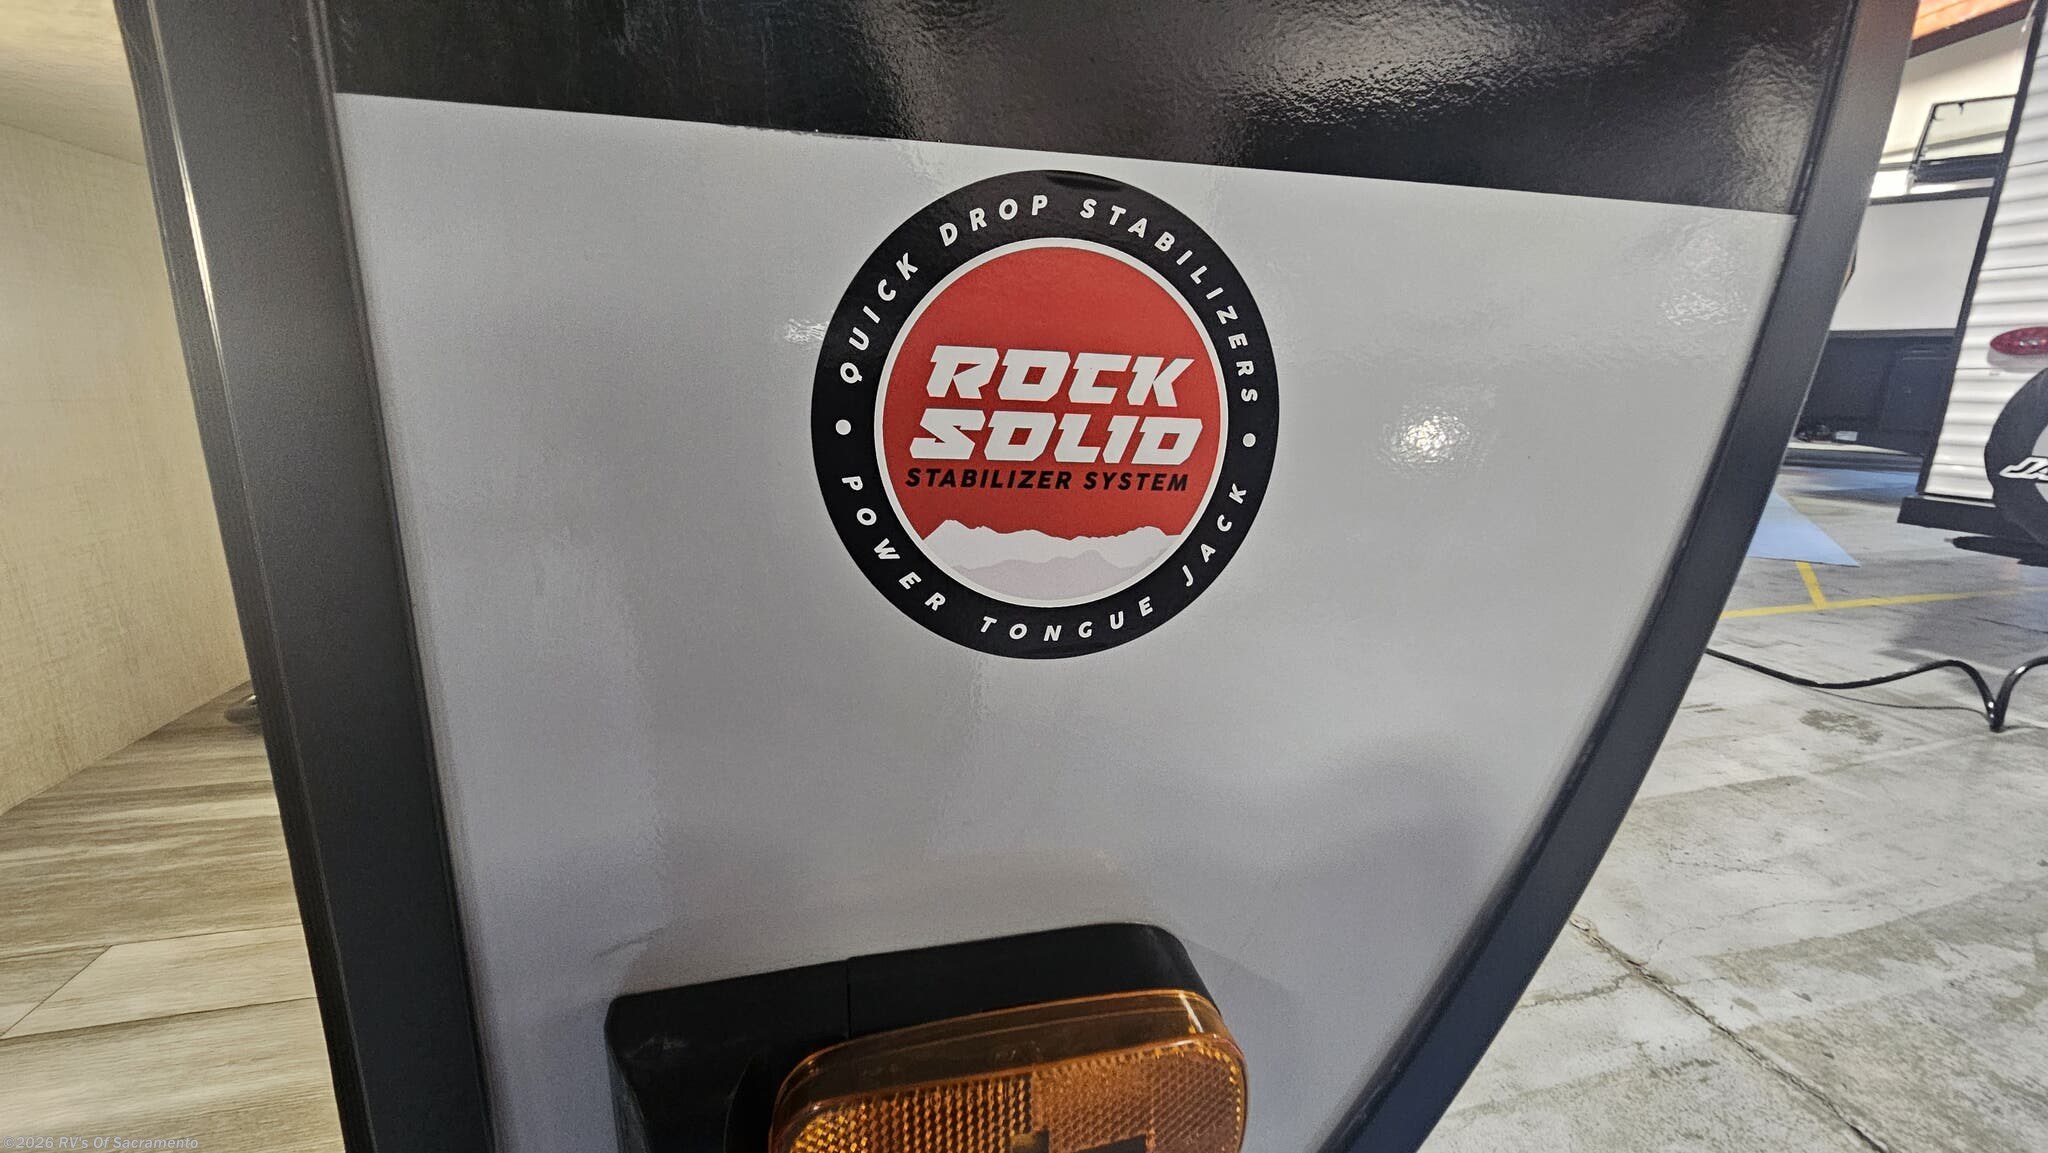 QUICK DROP STABILIZERS
ROCK
SOLID
STABILIZER SYSTEM
POWER TONGUE JACK
©2026 RV's Of Sacramento